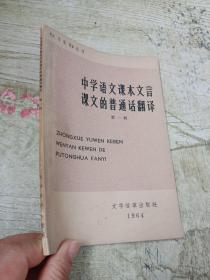 中学语文课本文言
课文的普通话翻译
第一册
ZHONGXUE YUWEN KEBEN
WENYAN KEWEN DE
PUTONGHUA FANYI
文字改革出版社
1964